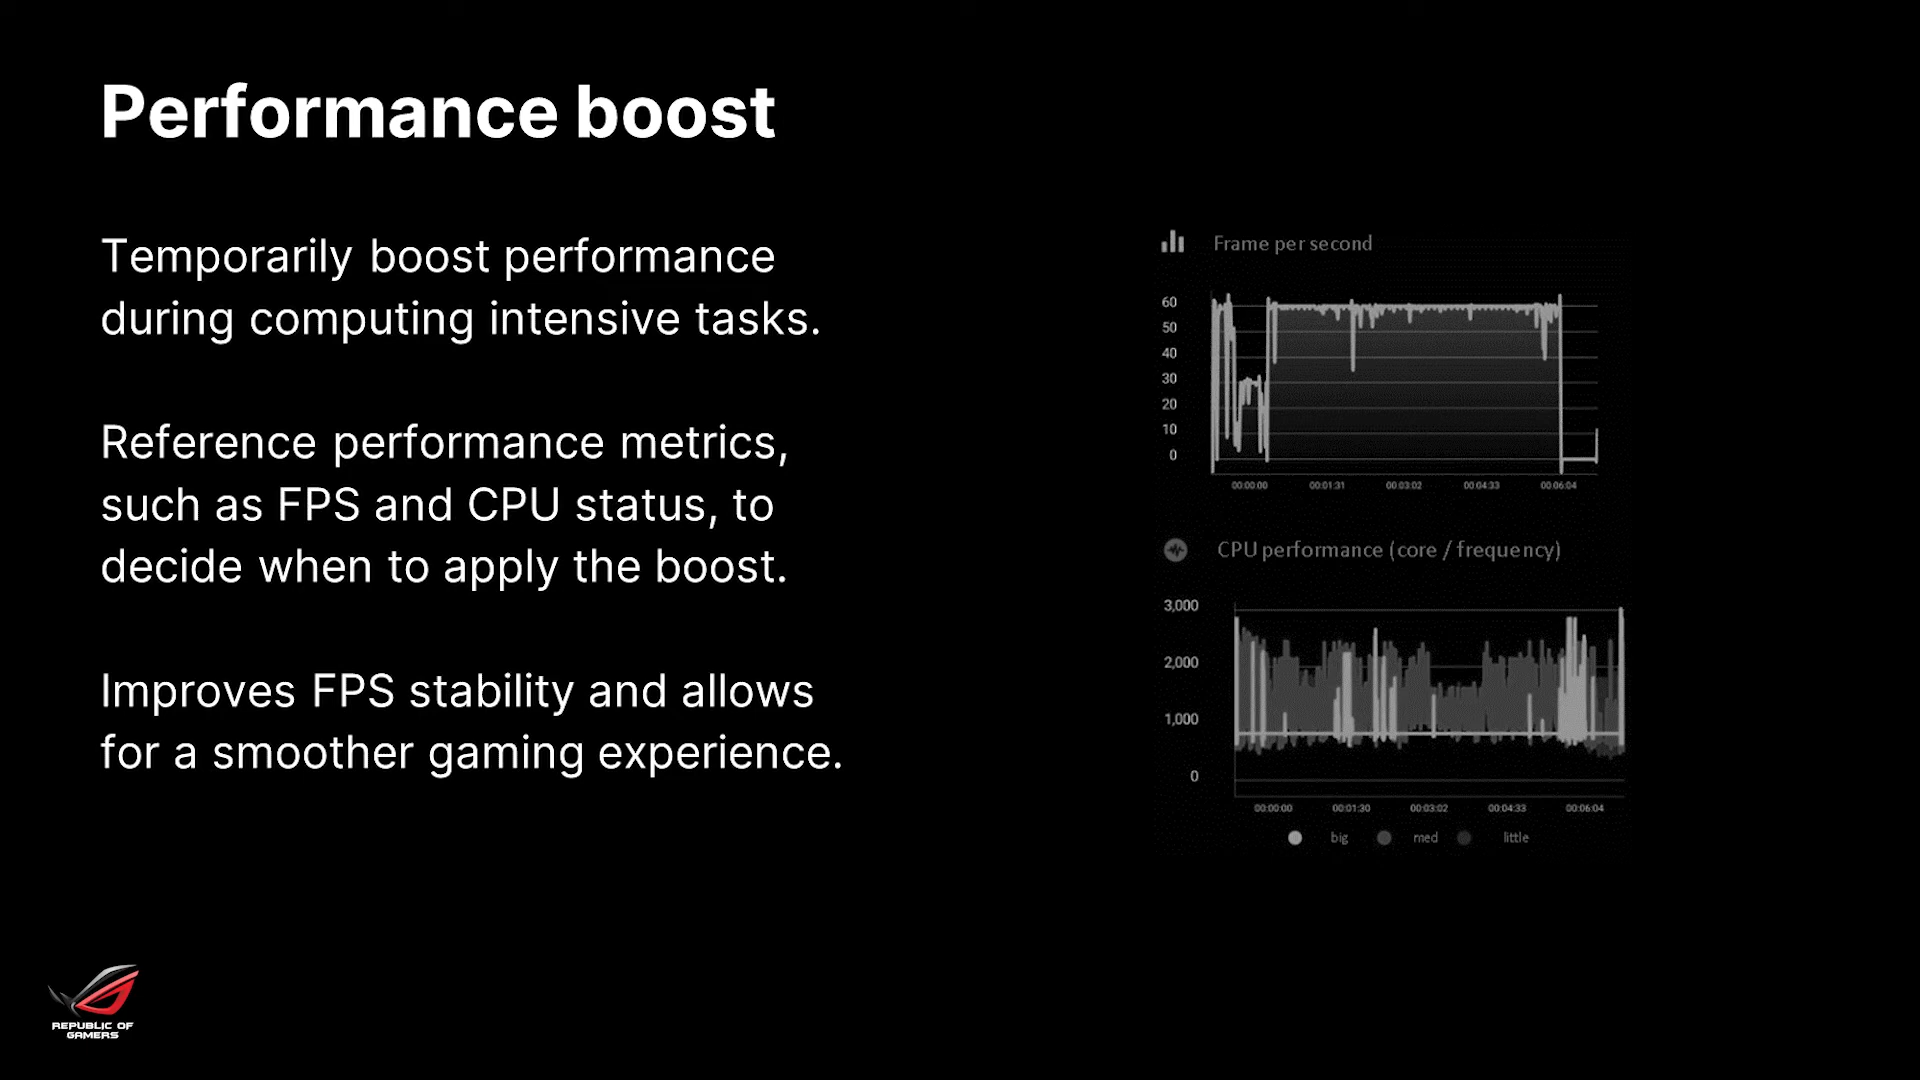 Performance boost
Temporarily boost performance
during computing intensive tasks.
Reference performance metrics,
such as FPS and CPU status, to
decide when to apply the boost.
Improves FPS stability and allows
for a smoother gaming experience.
Frame per second
60
50
40
30
20
10
0
00:00:00 00:01:31 00:03:02 00:04:33 00:06:04
CPU performance (core / frequency)
3,000
2,000
1,000
0
00:00:00 00:01:30 00:03:02 00:04:33 00:06:04
big med little
REPUBLIC OF
GAMERS